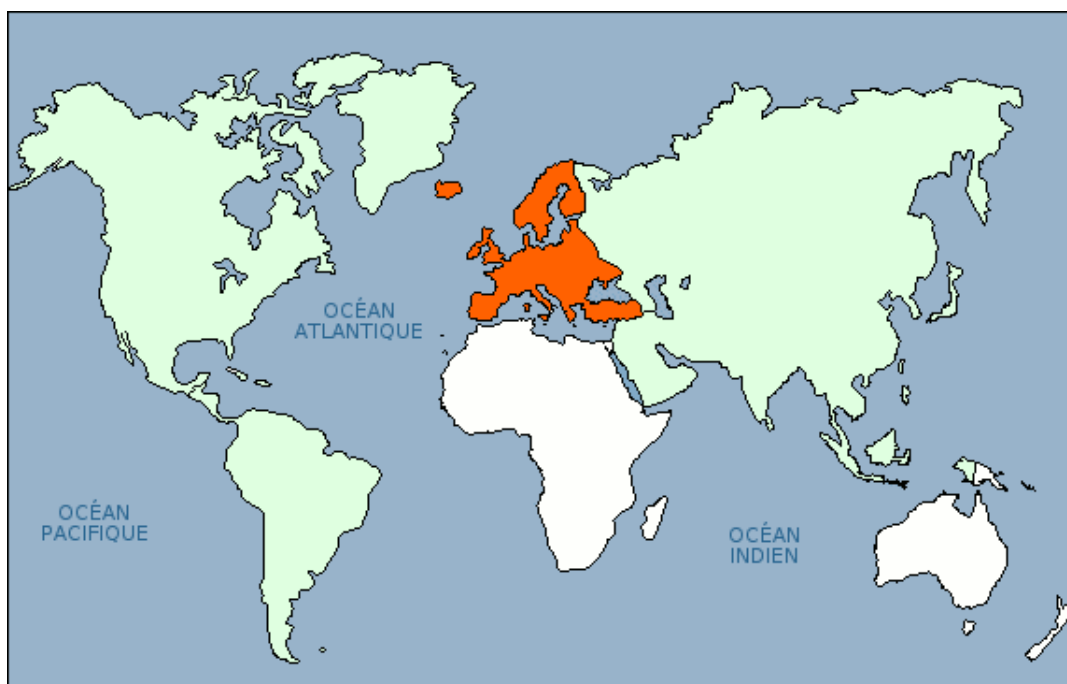 OCÉAN
ATLANTIQUE
OCÉAN
PACIFIQUE
OCÉAN
INDIEN